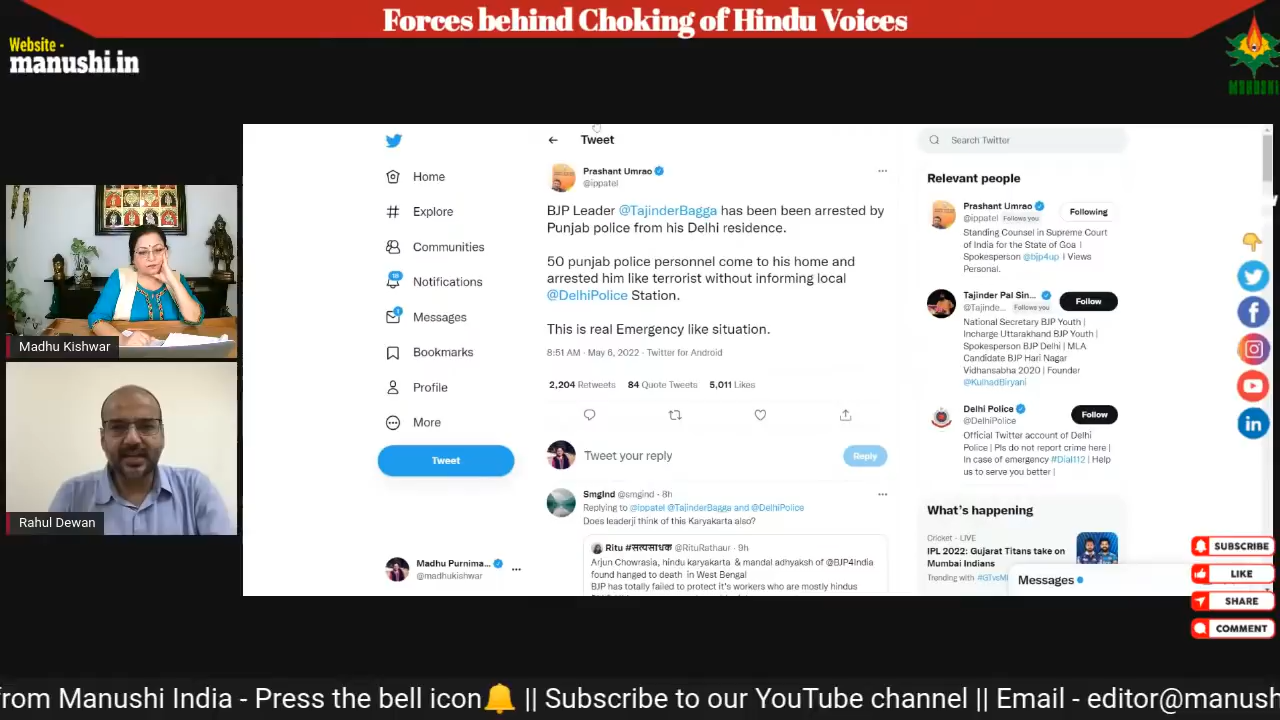 Forces behind Choking of Hindu Voices
Website -
manushi.in
MANUSHI
Madhu Kishwar
Rahul Dewan
Home
Explore
Communities
18
Notifications
1
Messages
Bookmarks
Profile
More
Tweet
Madhu Purnima...
@madhukishwar
Tweet
Prashant Umrao
@ippatel
BJP Leader @TajinderBagga has been been arrested by
Punjab police from his Delhi residence.
50 punjab police personnel come to his home and
arrested him like terrorist without informing local
@DelhiPolice Station.
This is real Emergency like situation.
8:51 AM · May 6, 2022 · Twitter for Android
2,204 Retweets 84 Quote Tweets 5,011 Likes
Tweet your reply
Reply
SmgInd @smgind · 8h
Replying to @ippatel @TajinderBagga and @DelhiPolice
Does leaderji think of this Karyakarta also?
Ritu #सत्यसाधक @RituRathaur · 9h
Arjun Chowrasia, hindu karyakarta & mandal adhyaksh of @BJP4India
found hanged to death in West Bengal
BJP has totally failed to protect it's workers who are mostly hindus
Search Twitter
Relevant people
Prashant Umrao
@ippatel Follows you
Following
Standing Counsel in Supreme Court
of India for the State of Goa |
Spokesperson @bjp4up | Views
Personal.
Tajinder Pal Sin...
@Tajinde... Follows you
Follow
National Secretary BJP Youth |
Incharge Uttarakhand BJP Youth |
Spokesperson BJP Delhi | MLA
Candidate BJP Hari Nagar
Vidhansabha 2020 | Founder
@KulhadBiryani
Delhi Police
@DelhiPolice
Follow
Official Twitter account of Delhi
Police | Pls do not report crime here |
In case of emergency #Dial112 | Help
us to serve you better |
What's happening
Cricket · LIVE
IPL 2022: Gujarat Titans take on
Mumbai Indians
Trending with #GTvsMI
Messages
SUBSCRIBE
LIKE
SHARE
COMMENT
from Manushi India - Press the bell icon🔔 || Subscribe to our YouTube channel || Email - editor@manush